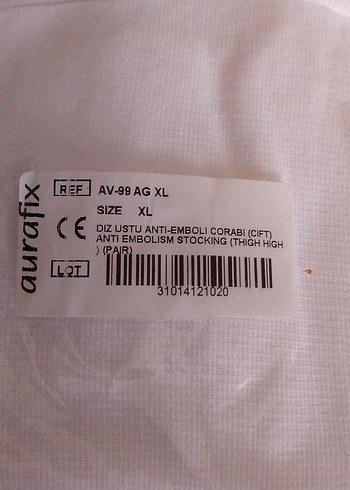 aurafix
REF AV-99 AG XL
SIZE XL
CE DIZ USTU ANTI-EMBOLI CORABI (CIFT)
ANTI EMBOLISM STOCKING (THIGH HIGH
) (PAIR)
LOT
31014121020